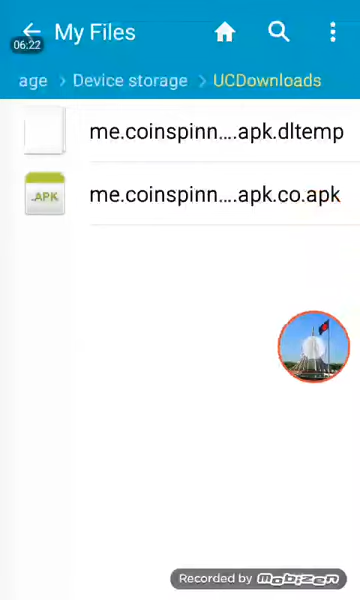 My Files
06:22
age > Device storage > UCDownloads
me.coinspinn....apk.dltemp
.APK
me.coinspinn....apk.co.apk
Recorded by Mobizen